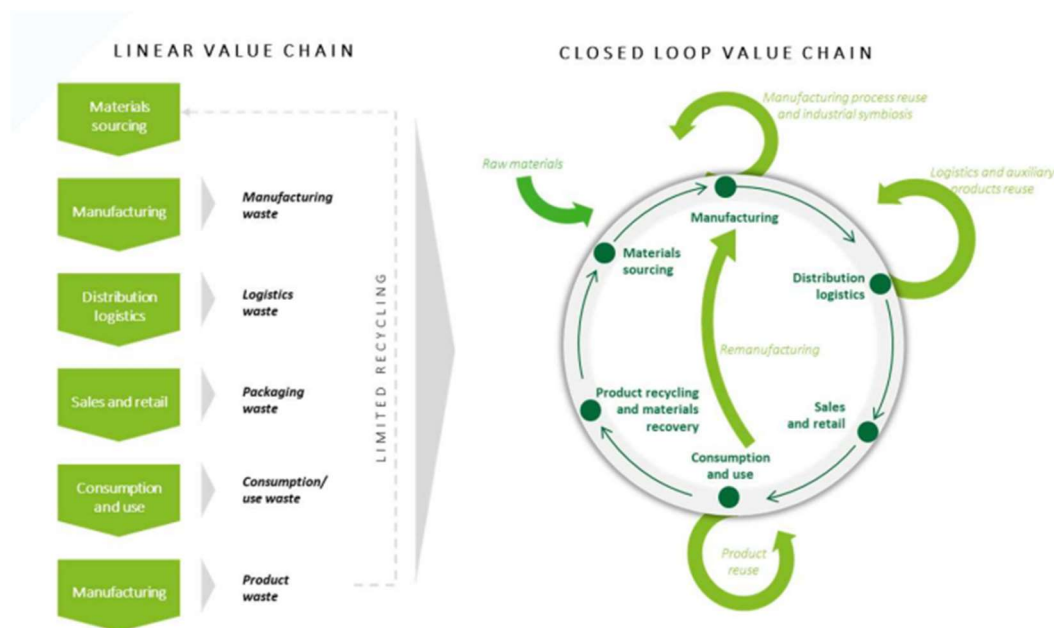 LINEAR VALUE CHAIN
Materials
sourcing
Manufacturing
Manufacturing
waste
Distribution
logistics
Logistics
waste
Sales and retail
Packaging
waste
Consumption
and use
Consumption/
use waste
Manufacturing
Product
waste
LIMITED RECYCLING
CLOSED LOOP VALUE CHAIN
Manufacturing process reuse
and industrial symbiosis
Raw materials
Logistics and auxiliary
products reuse
Manufacturing
Materials
sourcing
Distribution
logistics
Remanufacturing
Product recycling
and materials
recovery
Sales
and retail
Consumption
and use
Product
reuse